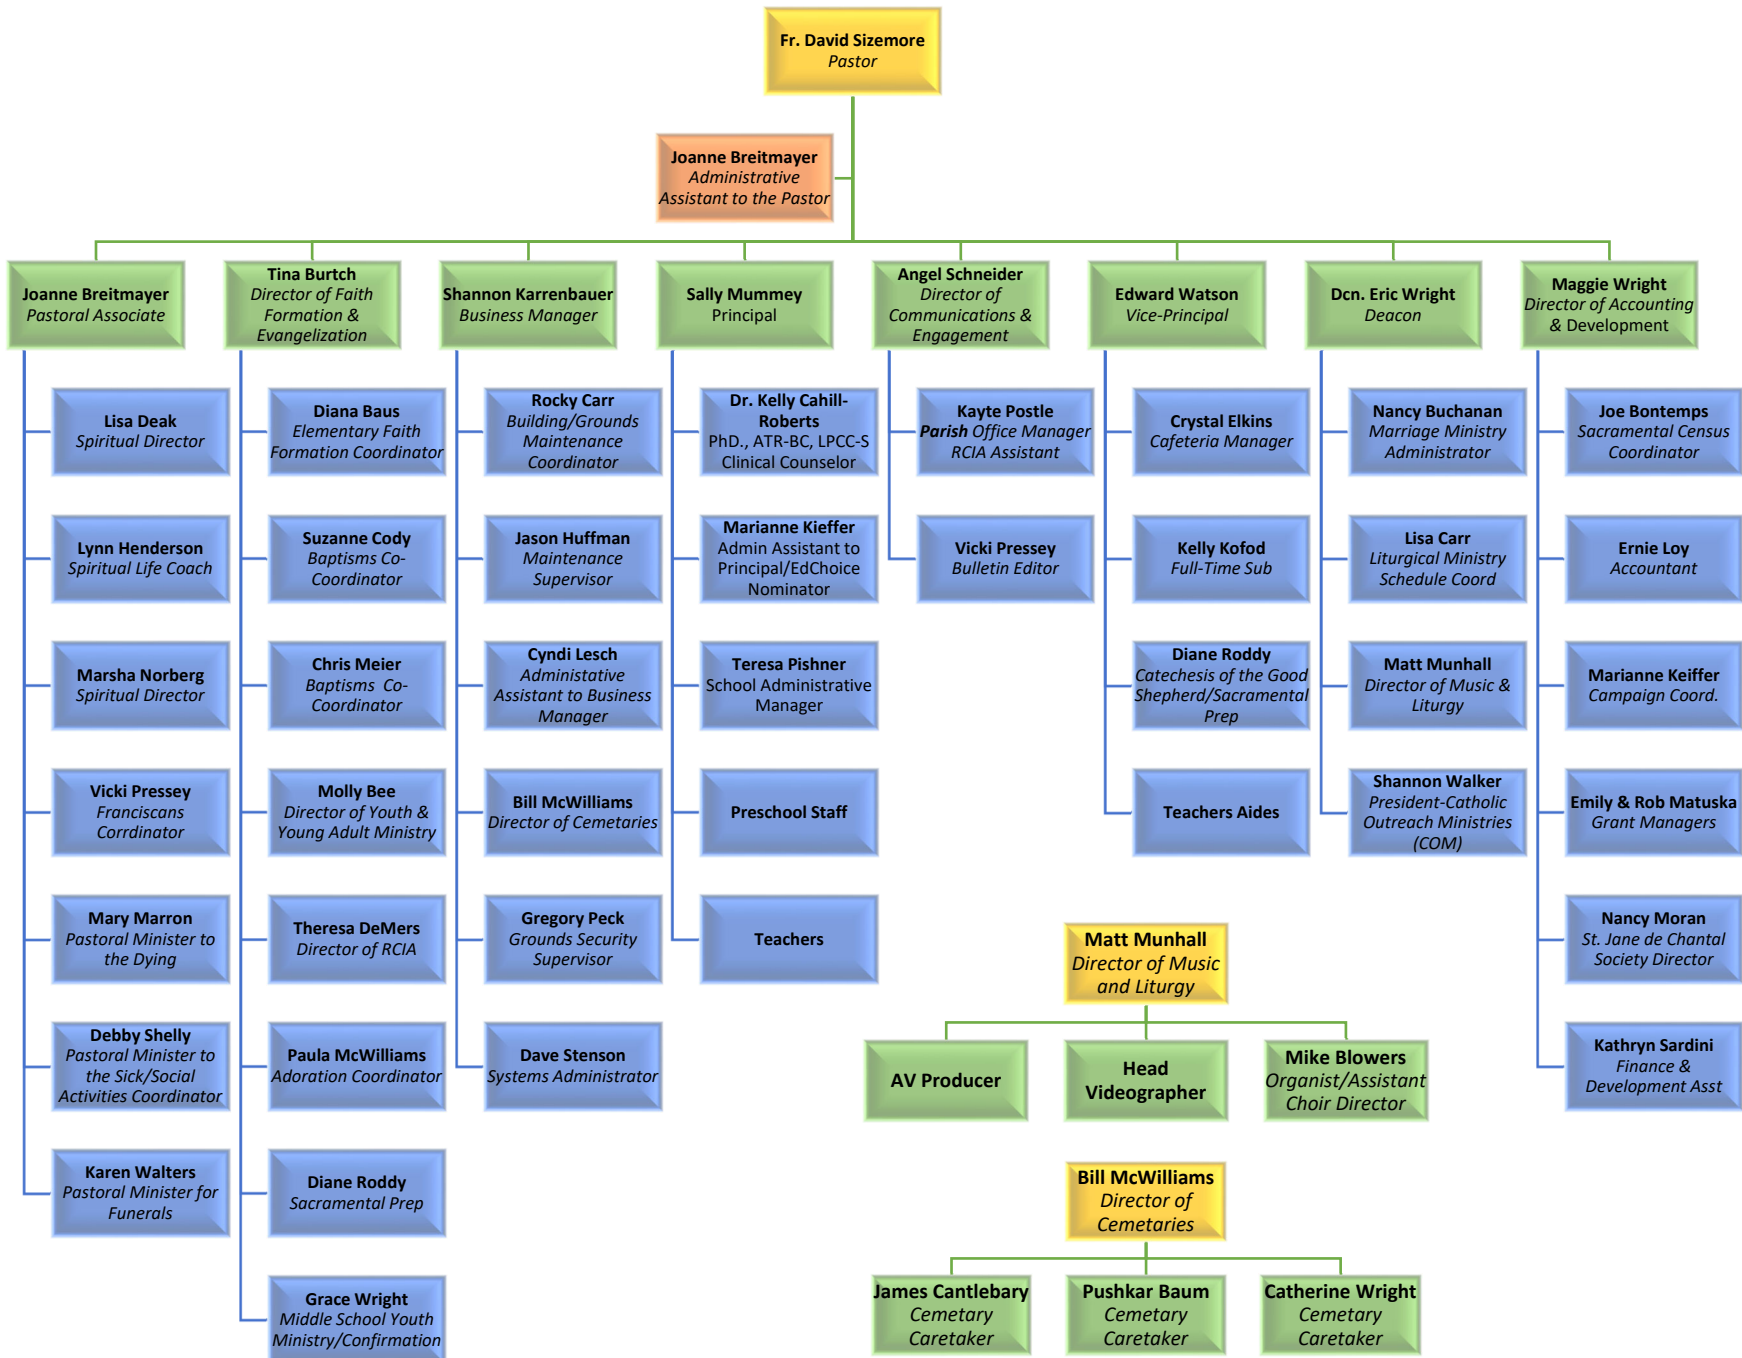 Fr. David Sizemore
Pastor
Joanne Breitmayer
Administrative
Assistant to the Pastor
Joanne Breitmayer
Pastoral Associate
Tina Burtch
Director of Faith
Formation &
Evangelization
Shannon Karrenbauer
Business Manager
Sally Mummey
Principal
Angel Schneider
Director of
Communications &
Engagement
Edward Watson
Vice-Principal
Dcn. Eric Wright
Deacon
Maggie Wright
Director of Accounting
& Development
Lisa Deak
Spiritual Director
Lynn Henderson
Spiritual Life Coach
Marsha Norberg
Spiritual Director
Vicki Pressey
Franciscans
Corrdinator
Mary Marron
Pastoral Minister to
the Dying
Debby Shelly
Pastoral Minister to
the Sick/Social
Activities Coordinator
Karen Walters
Pastoral Minister for
Funerals
Diana Baus
Elementary Faith
Formation Coordinator
Suzanne Cody
Baptisms Co-
Coordinator
Chris Meier
Baptisms Co-
Coordinator
Molly Bee
Director of Youth &
Young Adult Ministry
Theresa DeMers
Director of RCIA
Paula McWilliams
Adoration Coordinator
Diane Roddy
Sacramental Prep
Grace Wright
Middle School Youth
Ministry/Confirmation
Rocky Carr
Building/Grounds
Maintenance
Coordinator
Jason Huffman
Maintenance
Supervisor
Cyndi Lesch
Administative
Assistant to Business
Manager
Bill McWilliams
Director of Cemetaries
Gregory Peck
Grounds Security
Supervisor
Dave Stenson
Systems Administrator
Dr. Kelly Cahill-
Roberts
PhD., ATR-BC, LPCC-S
Clinical Counselor
Marianne Kieffer
Admin Assistant to
Principal/EdChoice
Nominator
Teresa Pishner
School Administrative
Manager
Preschool Staff
Teachers
Kayte Postle
Parish Office Manager
RCIA Assistant
Vicki Pressey
Bulletin Editor
Crystal Elkins
Cafeteria Manager
Kelly Kofod
Full-Time Sub
Diane Roddy
Catechesis of the Good
Shepherd/Sacramental
Prep
Teachers Aides
Nancy Buchanan
Marriage Ministry
Administrator
Lisa Carr
Liturgical Ministry
Schedule Coord
Matt Munhall
Director of Music &
Liturgy
Shannon Walker
President-Catholic
Outreach Ministries
(COM)
Joe Bontemps
Sacramental Census
Coordinator
Ernie Loy
Accountant
Marianne Keiffer
Campaign Coord.
Emily & Rob Matuska
Grant Managers
Nancy Moran
St. Jane de Chantal
Society Director
Kathryn Sardini
Finance &
Development Asst
Matt Munhall
Director of Music
and Liturgy
AV Producer
Head
Videographer
Mike Blowers
Organist/Assistant
Choir Director
Bill McWilliams
Director of
Cemetaries
James Cantlebary
Cemetary
Caretaker
Pushkar Baum
Cemetary
Caretaker
Catherine Wright
Cemetary
Caretaker